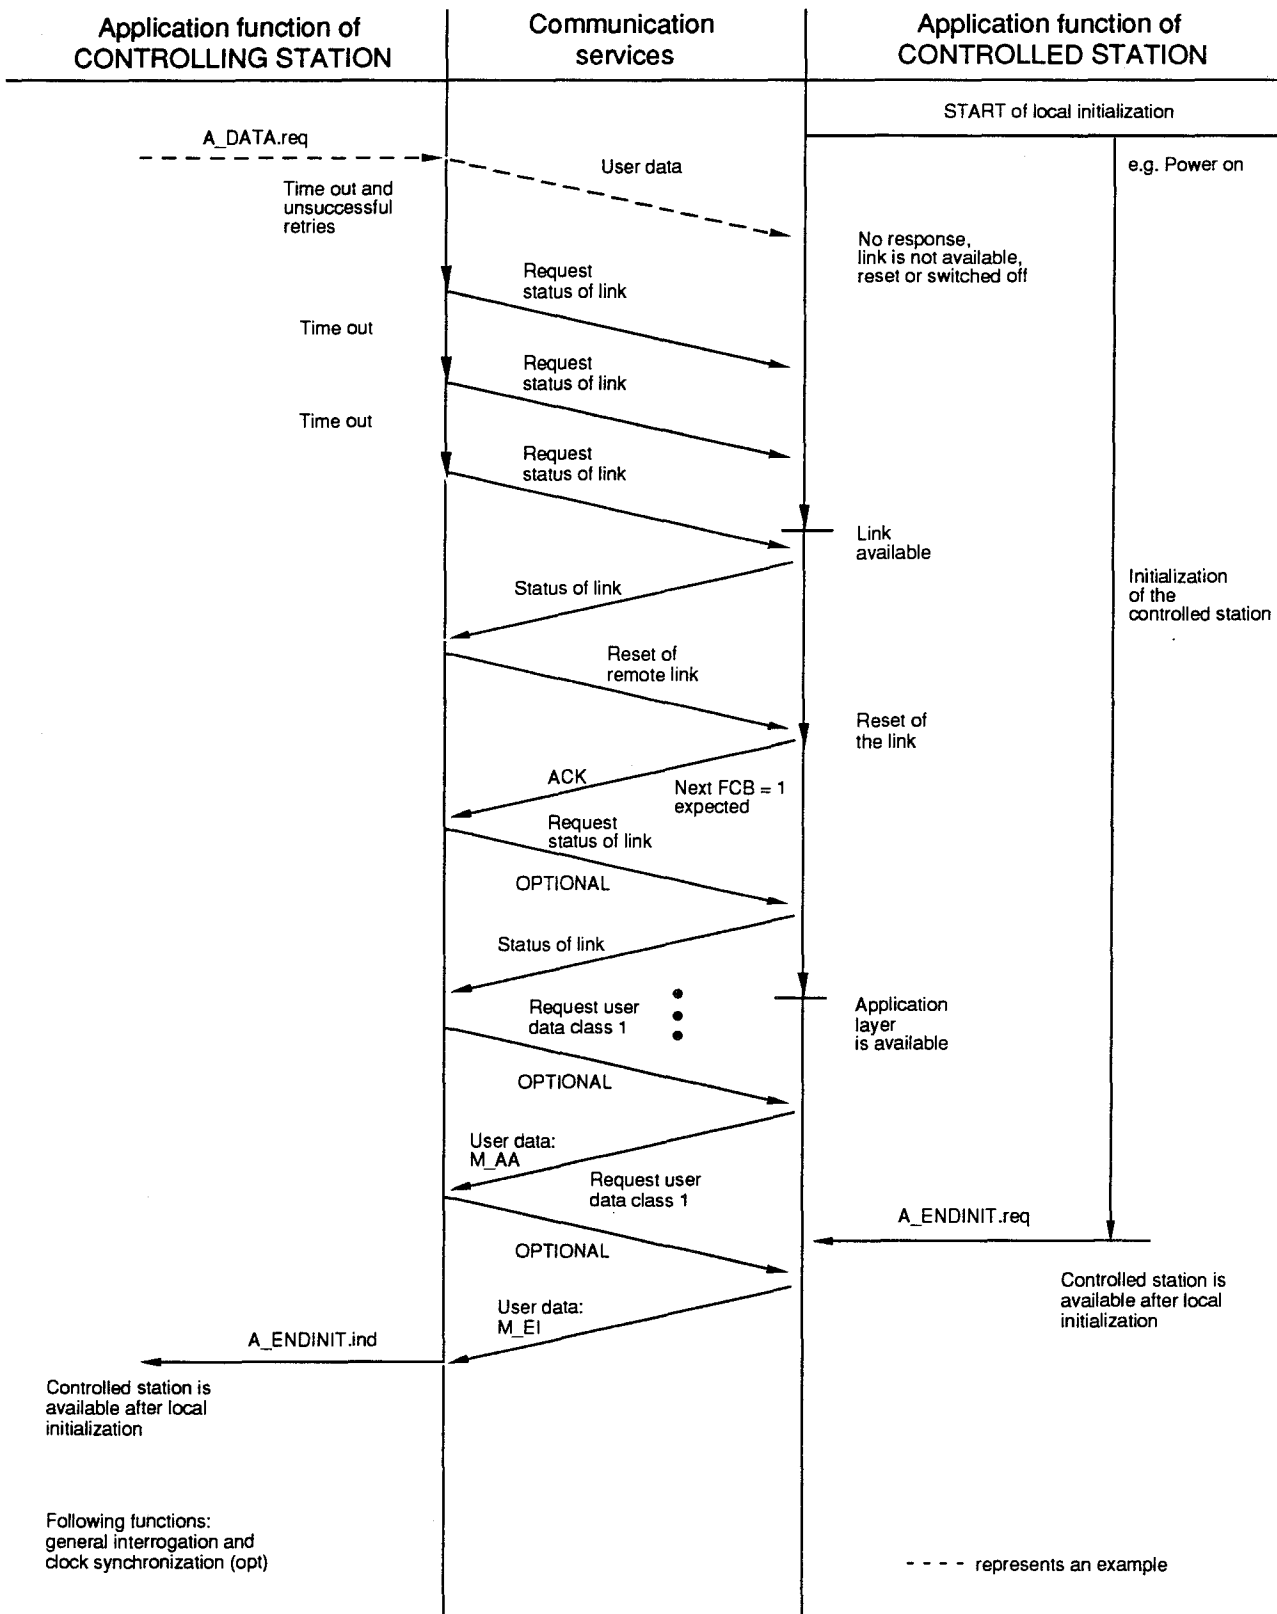 Application function of
CONTROLLING STATION
Communication
services
Application function of
CONTROLLED STATION
START of local initialization
A_DATA.req
User data
e.g. Power on
Time out and
unsuccessful
retries
No response,
link is not available,
reset or switched off
Request
status of link
Time out
Request
status of link
Time out
Request
status of link
Link
available
Status of link
Initialization
of the
controlled station
Reset of
remote link
Reset of
the link
ACK
Next FCB = 1
expected
Request
status of link
OPTIONAL
Status of link
Request user
data class 1
Application
layer
is available
OPTIONAL
User data:
M_AA
Request user
data class 1
A_ENDINIT.req
OPTIONAL
Controlled station is
available after local
initialization
User data:
M_EI
A_ENDINIT.ind
Controlled station is
available after local
initialization
Following functions:
general interrogation and
clock synchronization (opt)
- - - - represents an example